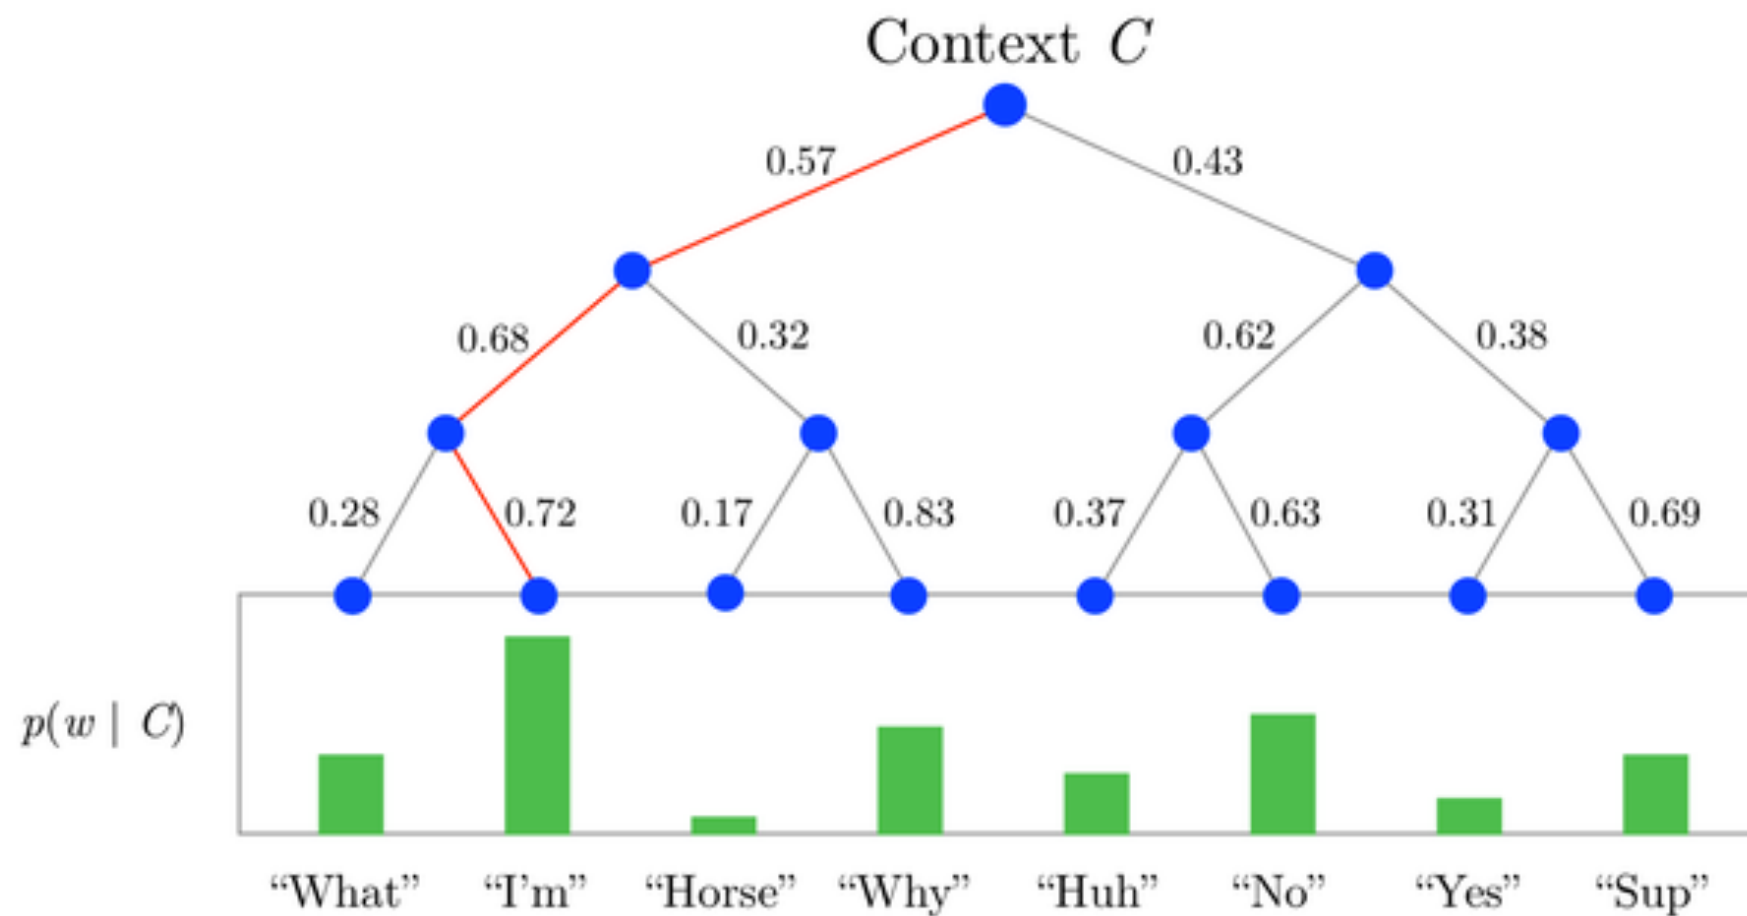 Context C
0.57 0.43
0.68 0.32 0.62 0.38
0.28 0.72 0.17 0.83 0.37 0.63 0.31 0.69
p(w | C)
“What” “I’m” “Horse” “Why” “Huh” “No” “Yes” “Sup”